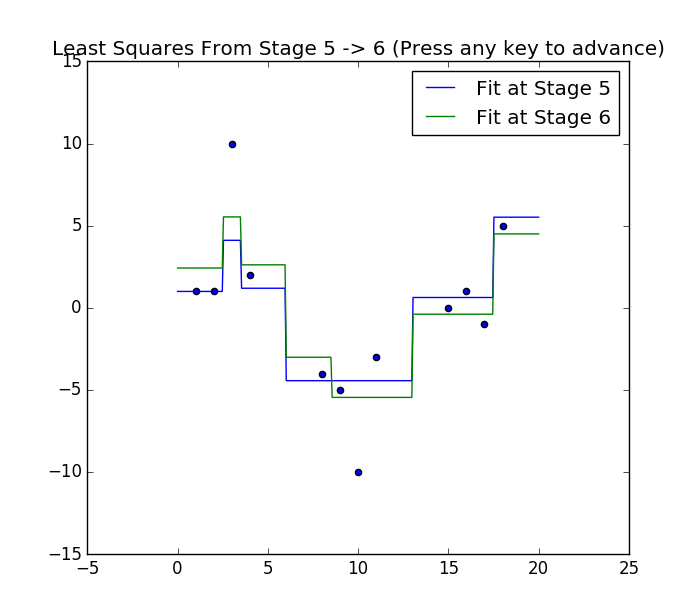 Least Squares From Stage 5 -> 6 (Press any key to advance)
15
10
5
0
−5
−10
−15
−5 0 5 10 15 20 25
Fit at Stage 5
Fit at Stage 6